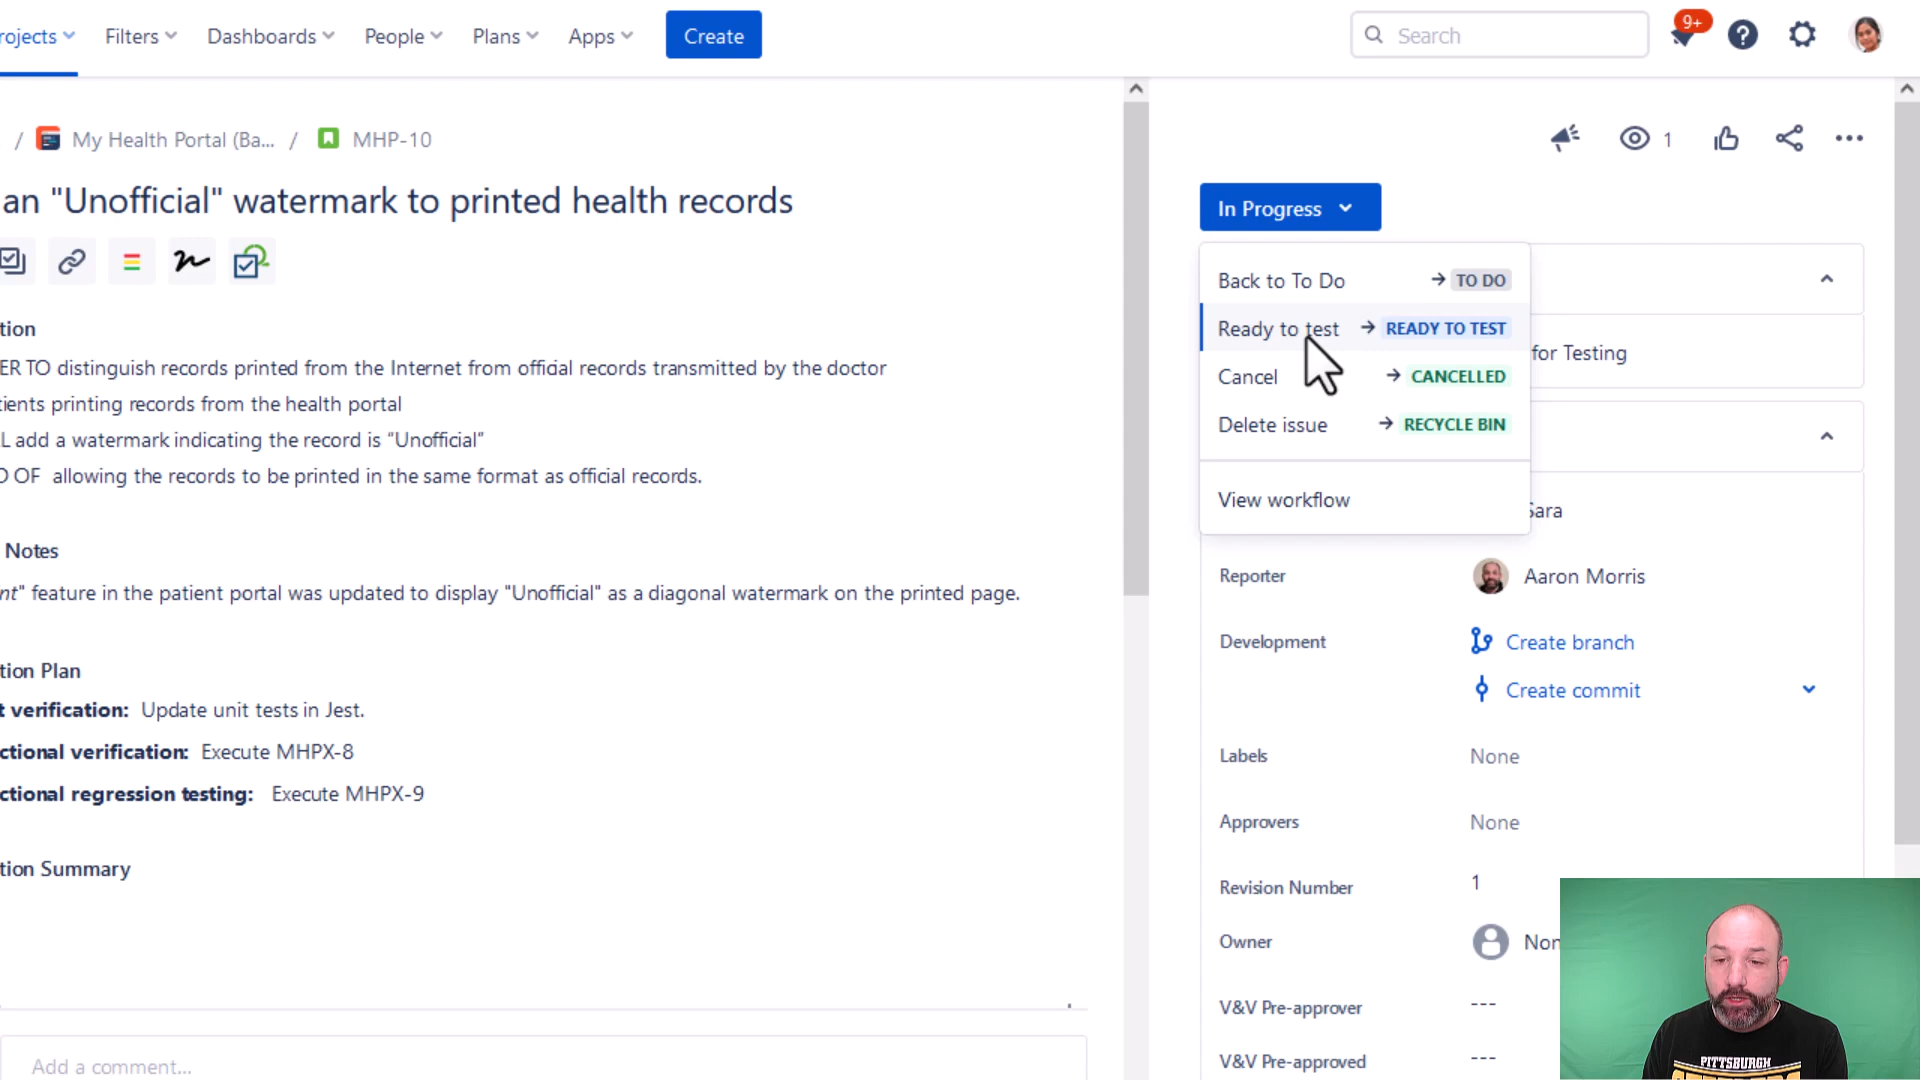 rojects Filters Dashboards People Plans Apps Create Search 9+
/ My Health Portal (Ba... / MHP-10 1
an "Unofficial" watermark to printed health records
In Progress
Back to To Do → TO DO
Ready to test → READY TO TEST
Cancel → CANCELLED
Delete issue → RECYCLE BIN
View workflow
for Testing
Sara
tion
ER TO distinguish records printed from the Internet from official records transmitted by the doctor
ients printing records from the health portal
L add a watermark indicating the record is “Unofficial”
O OF allowing the records to be printed in the same format as official records.
Notes
nt" feature in the patient portal was updated to display "Unofficial" as a diagonal watermark on the printed page.
tion Plan
t verification: Update unit tests in Jest.
ctional verification: Execute MHPX-8
ctional regression testing: Execute MHPX-9
tion Summary
Add a comment...
Reporter Aaron Morris
Development Create branch
Create commit
Labels None
Approvers None
Revision Number 1
Owner Non
V&V Pre-approver ---
V&V Pre-approved ---
PITTSBURGH